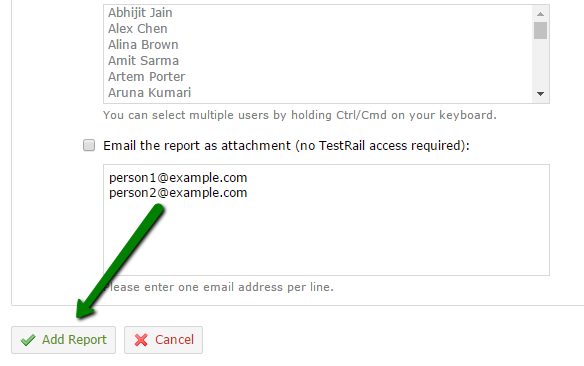 Abhijit Jain
Alex Chen
Alina Brown
Amit Sarma
Artem Porter
Aruna Kumari
You can select multiple users by holding Ctrl/Cmd on your keyboard.
Email the report as attachment (no TestRail access required):
person1@example.com
person2@example.com
Please enter one email address per line.
Add Report
Cancel